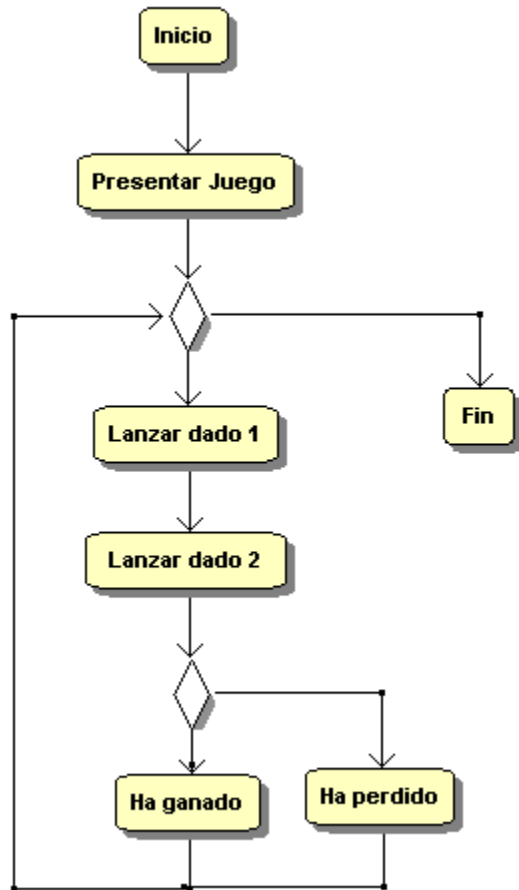 Inicio
Presentar Juego
Lanzar dado 1
Fin
Lanzar dado 2
Ha ganado
Ha perdido